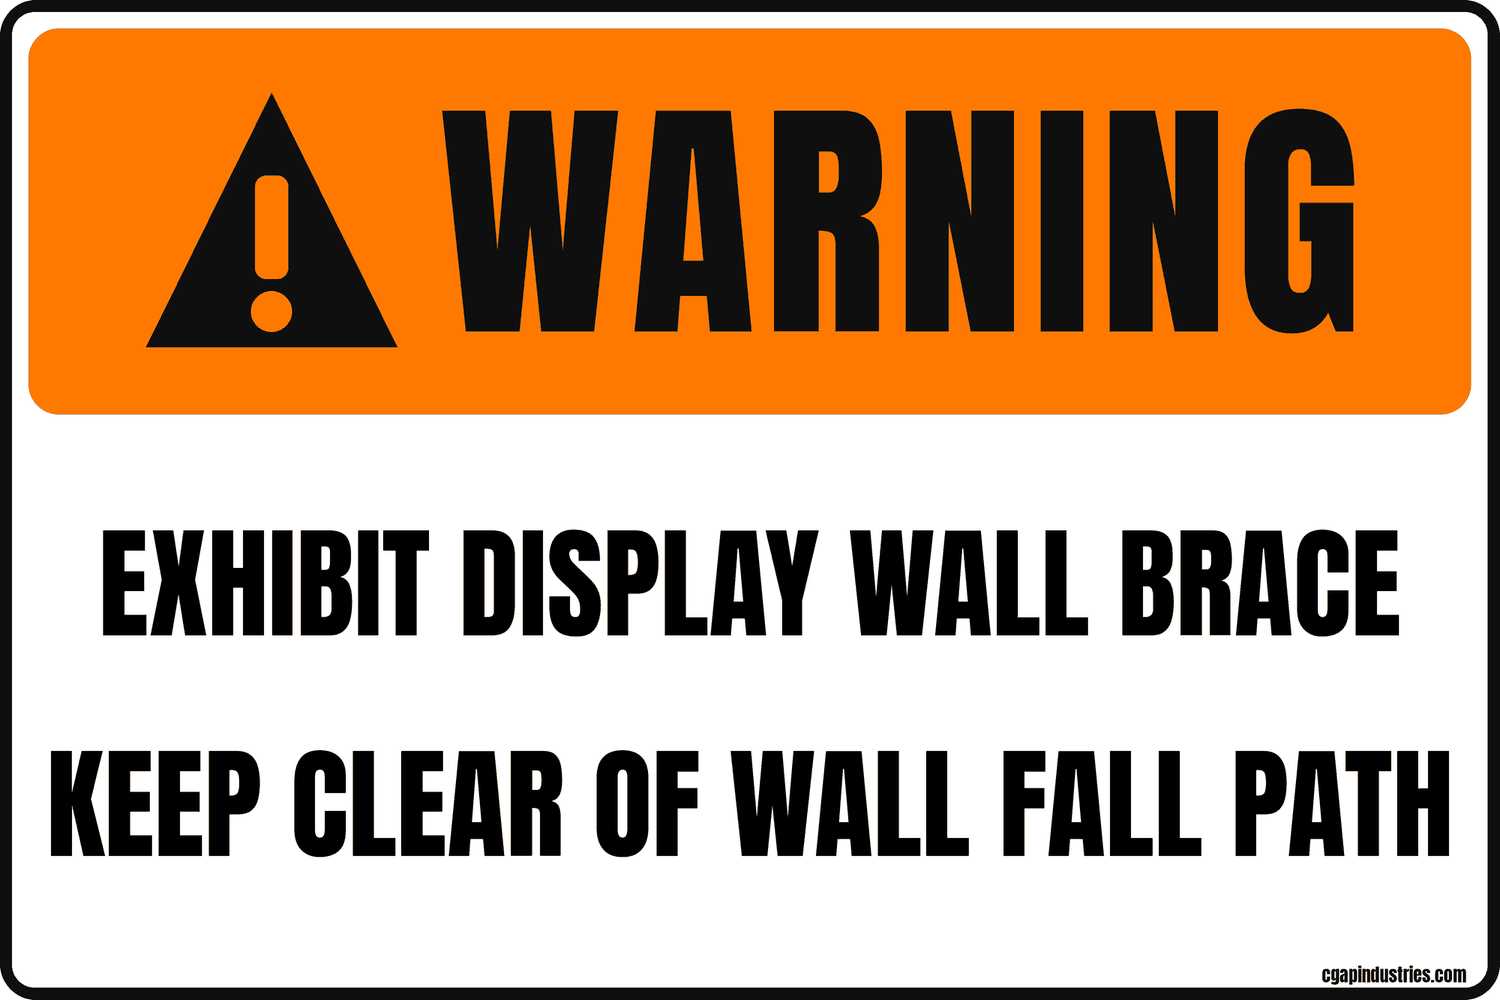 WARNING
EXHIBIT DISPLAY WALL BRACE
KEEP CLEAR OF WALL FALL PATH
cgapindustries.com